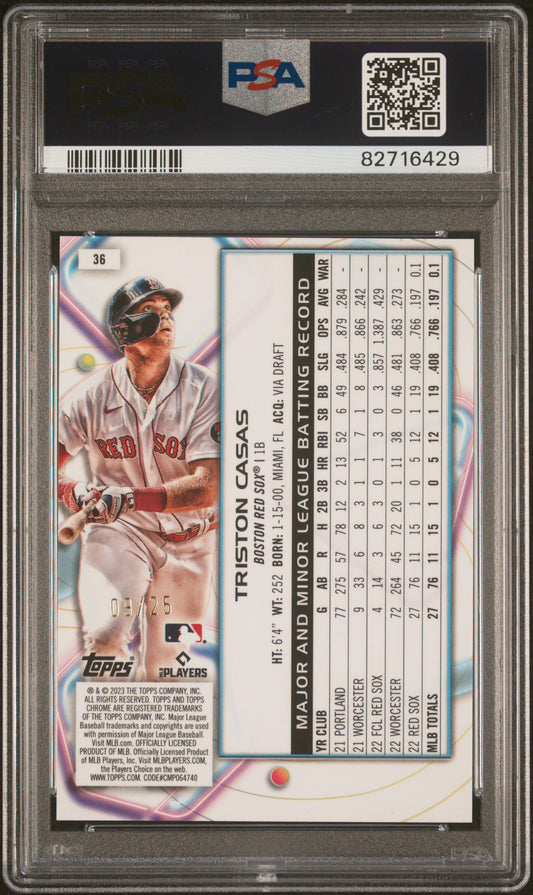 PSA
82716429
36
RED SOX
09/25
Topps
MLB PLAYERS
® & © 2023 THE TOPPS COMPANY, INC.
ALL RIGHTS RESERVED. TOPPS AND TOPPS
CHROME ARE REGISTERED TRADEMARKS
OF THE TOPPS COMPANY, INC. Major League
Baseball trademarks and copyrights are used
with permission of Major League Baseball.
Visit MLB.com. OFFICIALLY LICENSED
PRODUCT OF MLB. Officially Licensed Product
of MLB Players, Inc. Visit MLBPLAYERS.com,
the Players Choice on the web.
WWW.TOPPS.COM. CODE#CMP064740
TRISTON CASAS
BOSTON RED SOX® | 1B
HT: 6'4" WT: 252 BORN: 1-15-00, MIAMI, FL ACQ: VIA DRAFT
MAJOR AND MINOR LEAGUE BATTING RECORD
YR CLUB G AB R H 2B 3B HR RBI SB BB SLG OPS AVG WAR
21 PORTLAND 77 275 57 78 12 2 13 52 6 49 .484 .879 .284 -
21 WORCESTER 9 33 6 8 3 1 1 7 1 8 .485 .866 .242 -
22 FCL RED SOX 4 14 3 6 3 0 1 3 0 3 .857 1.387 .429 -
22 WORCESTER 72 264 45 72 20 1 11 38 0 46 .481 .863 .273 -
22 RED SOX 27 76 11 15 1 0 5 12 1 19 .408 .766 .197 0.1
MLB TOTALS 27 76 11 15 1 0 5 12 1 19 .408 .766 .197 0.1